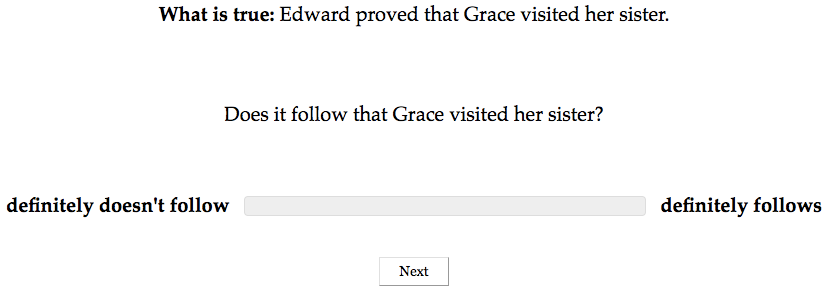 What is true: Edward proved that Grace visited her sister.
Does it follow that Grace visited her sister?
definitely doesn't follow definitely follows
Next